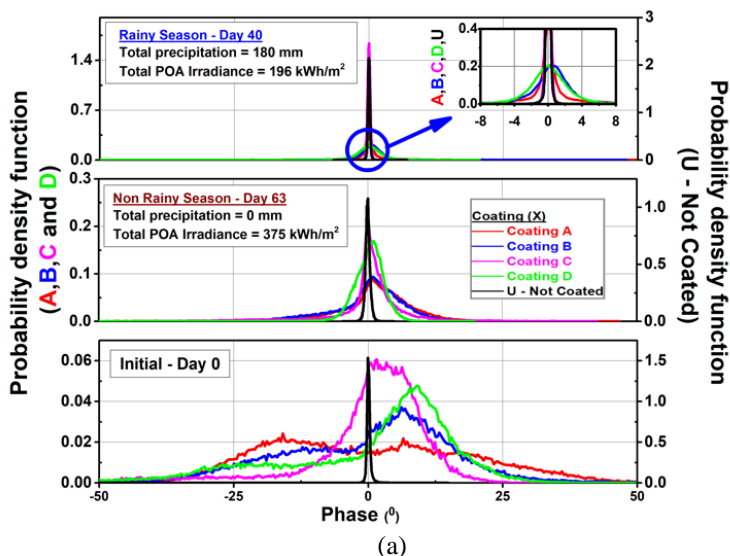 Probability density function
(A,B,C and D)
Probability density function
(U - Not Coated)
Rainy Season - Day 40
Total precipitation = 180 mm
Total POA Irradiance = 196 kWh/m²
1.8
1.2
0.7
0.0
3
2
1
0
A,B,C,D,U
0.4
0.2
0.0
-8 -4 0 4 8
Non Rainy Season - Day 63
Total precipitation = 0 mm
Total POA Irradiance = 375 kWh/m²
0.3
0.2
0.1
0.0
1.0
0.5
0.0
Coating (X)
Coating A
Coating B
Coating C
Coating D
U - Not Coated
Initial - Day 0
0.06
0.04
0.02
0.00
1.5
1.0
0.5
0.0
-50 -25 0 25 50
Phase (⁰)
(a)